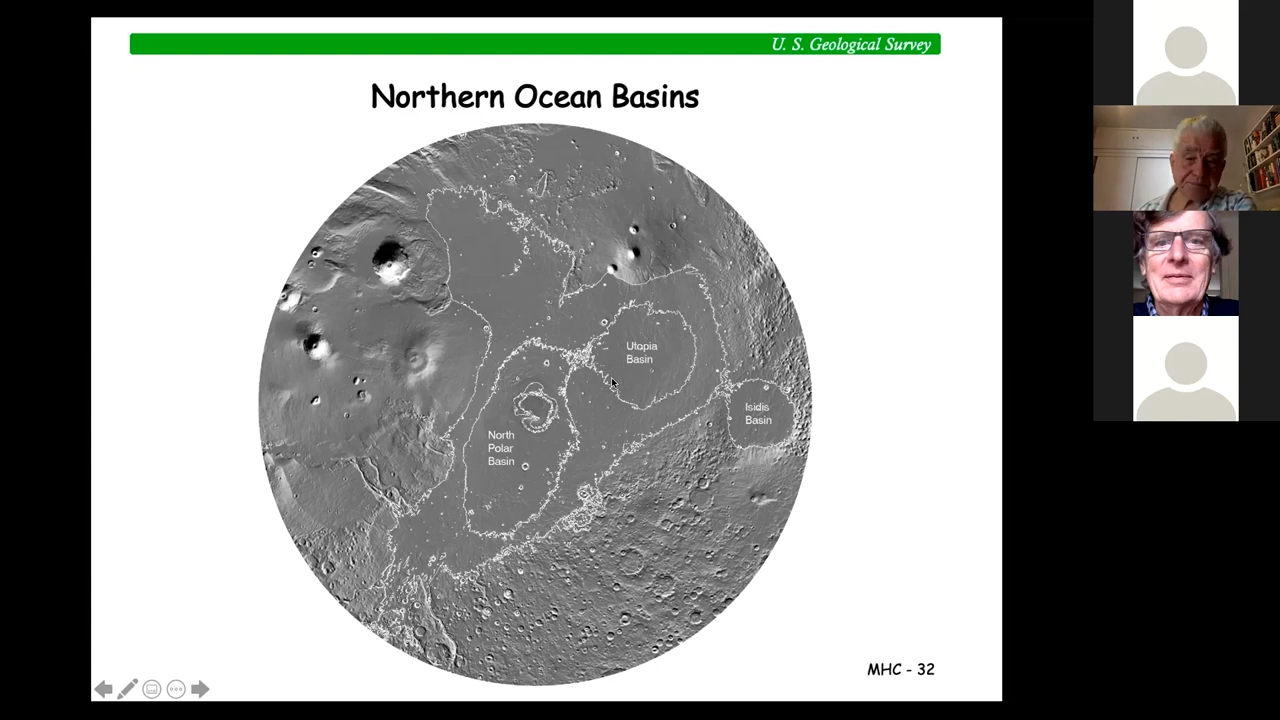 U. S. Geological Survey
Northern Ocean Basins
Utopia
Basin
Isidis
Basin
North
Polar
Basin
MHC - 32